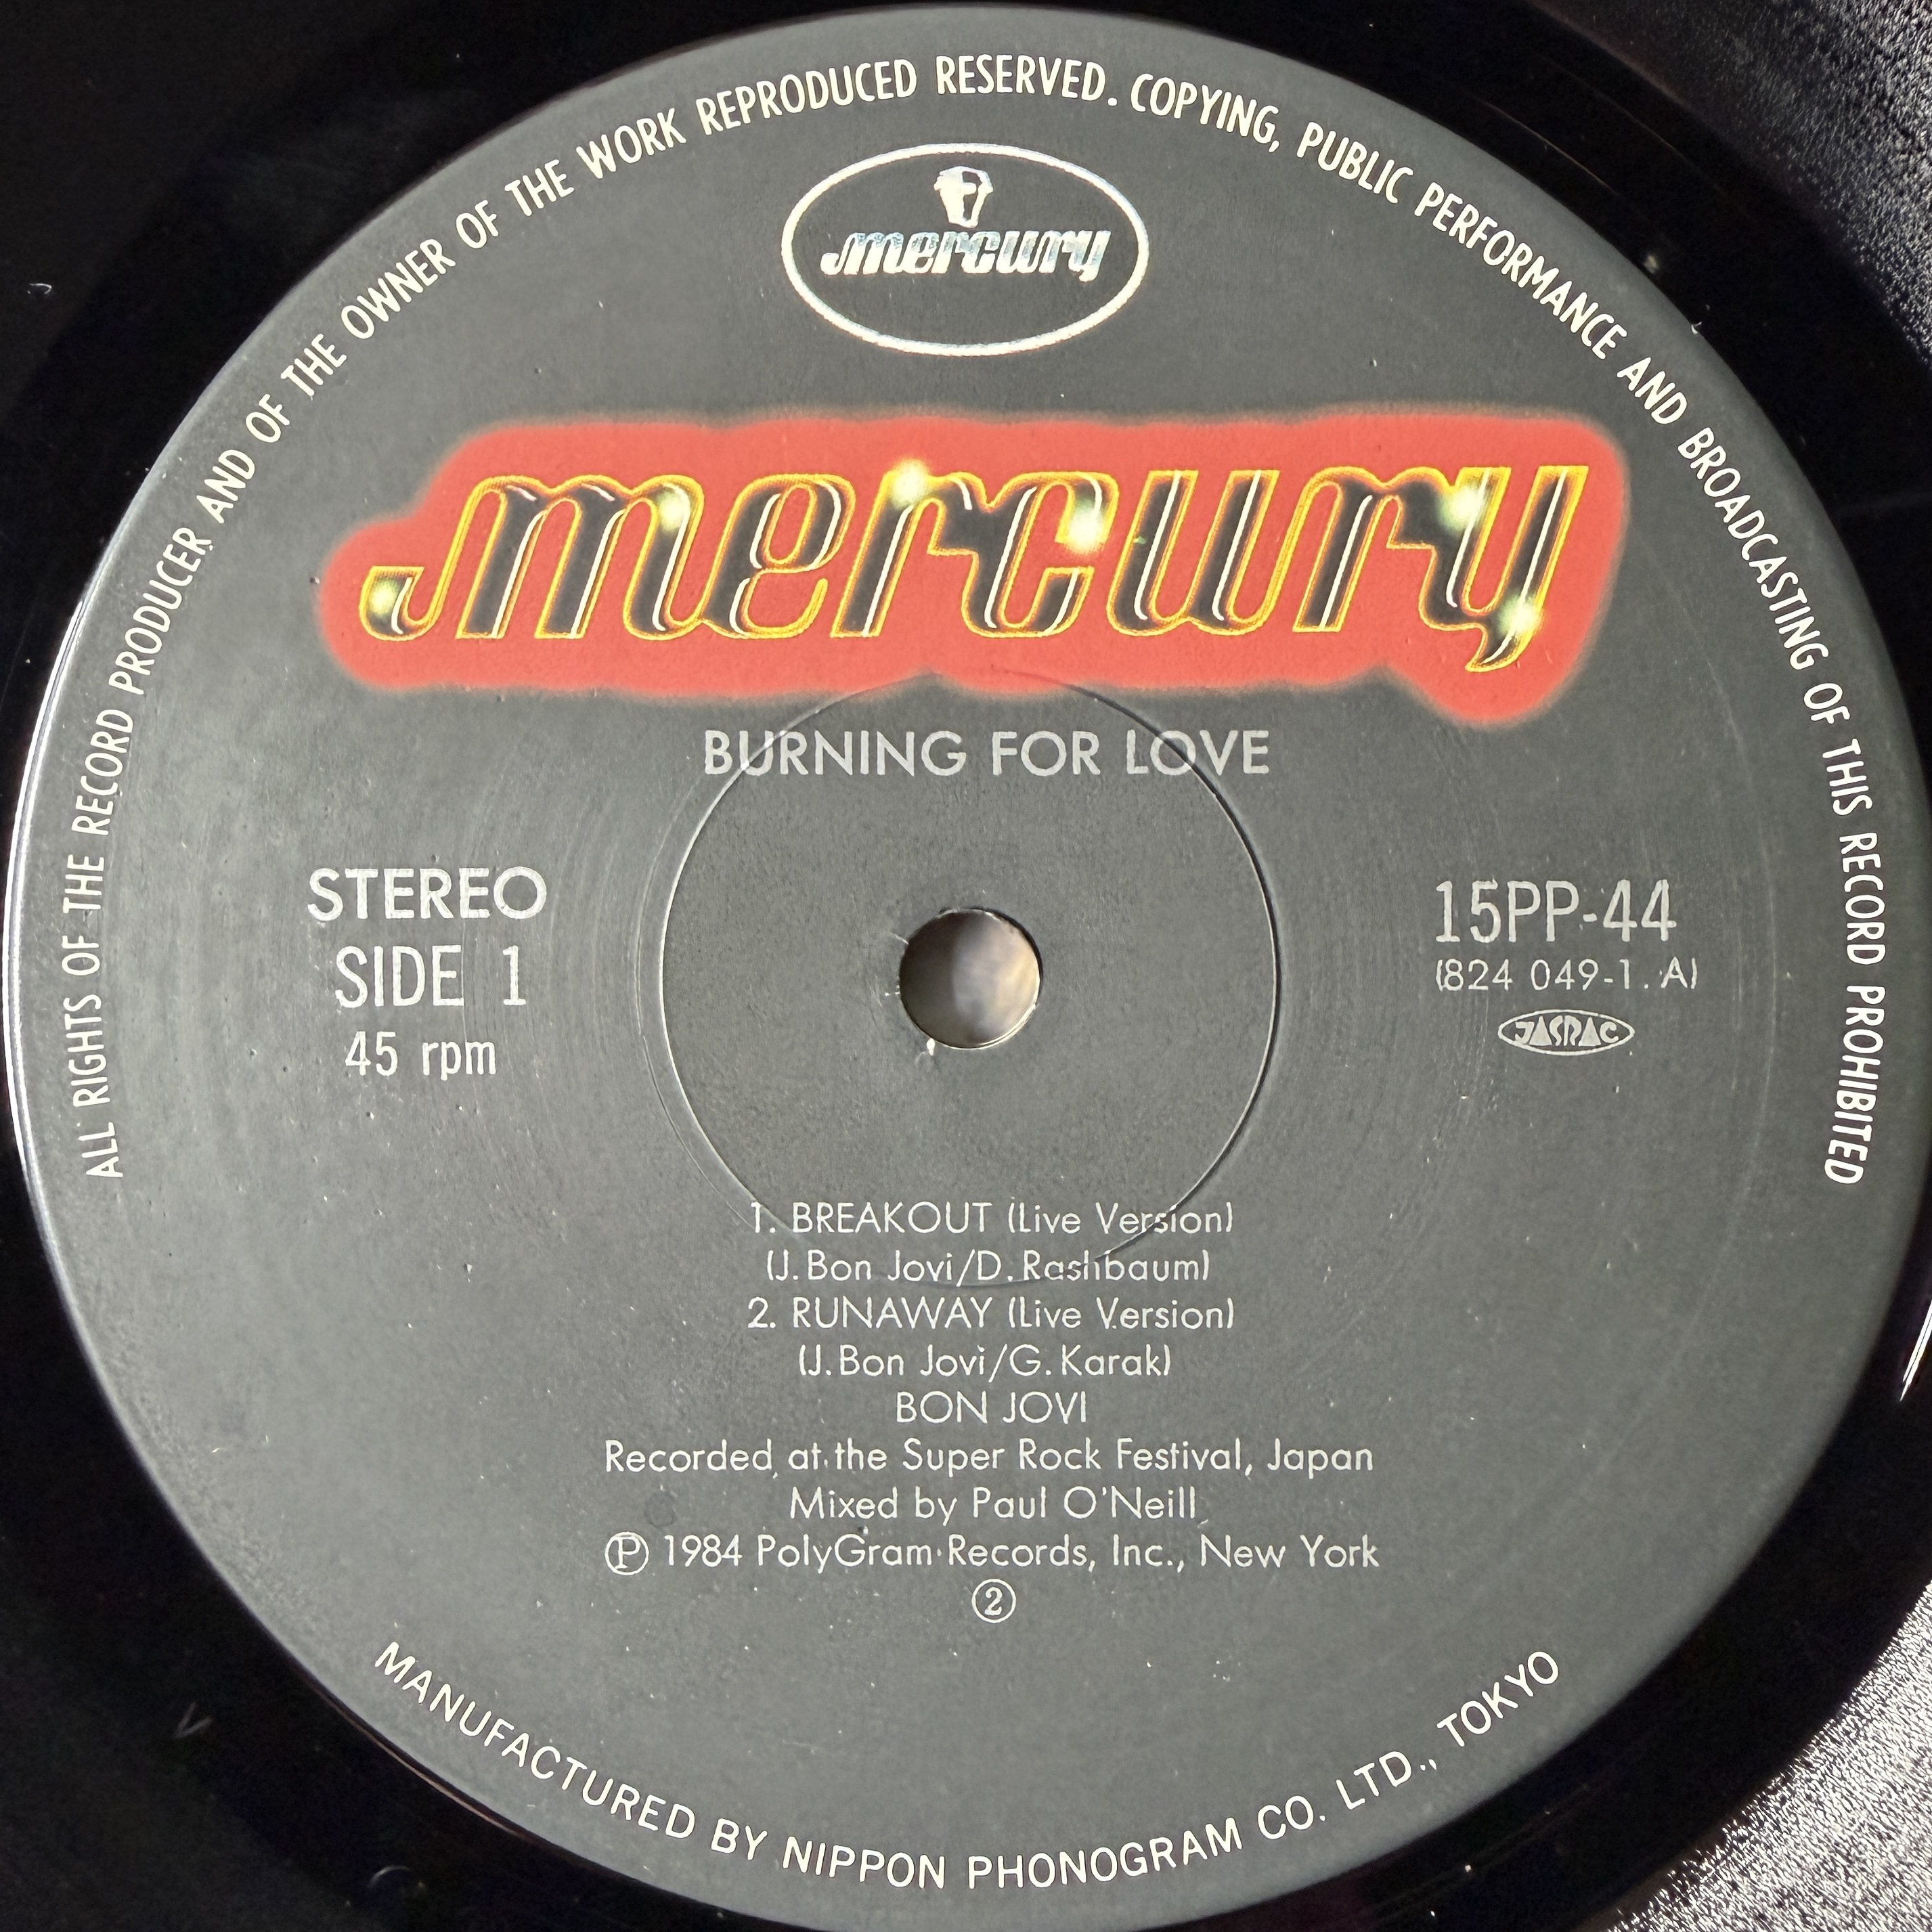 ALL RIGHTS OF THE RECORD PRODUCER AND OF THE OWNER OF THE WORK REPRODUCED RESERVED. COPYING, PUBLIC PERFORMANCE AND BROADCASTING OF THIS RECORD PROHIBITED
mercury
mercury
BURNING FOR LOVE
STEREO
SIDE 1
45 rpm
15PP-44
(824 049-1. A)
JASRAC
1. BREAKOUT (Live Version)
(J. Bon Jovi/D. Rashbaum)
2. RUNAWAY (Live Version)
(J. Bon Jovi/G. Karak)
BON JOVI
Recorded at the Super Rock Festival, Japan
Mixed by Paul O'Neill
Ⓟ 1984 PolyGram Records, Inc., New York
②
MANUFACTURED BY NIPPON PHONOGRAM CO. LTD., TOKYO